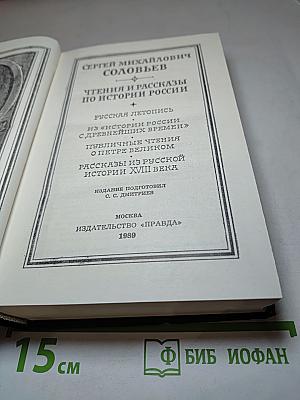 СЕРГЕЙ МИХАЙЛОВИЧ
СОЛОВЬЕВ
ЧТЕНИЯ И РАССКАЗЫ
ПО ИСТОРИИ РОССИИ
РУССКАЯ ЛЕТОПИСЬ
ИЗ «ИСТОРИИ РОССИИ
С ДРЕВНЕЙШИХ ВРЕМЕН»
ПУБЛИЧНЫЕ ЧТЕНИЯ
О ПЕТРЕ ВЕЛИКОМ
РАССКАЗЫ ИЗ РУССКОЙ
ИСТОРИИ XVIII ВЕКА
ИЗДАНИЕ ПОДГОТОВИЛ
С. С. ДМИТРИЕВ
МОСКВА
ИЗДАТЕЛЬСТВО «ПРАВДА»
1989
15 см
Ф БИБ ИОФАН